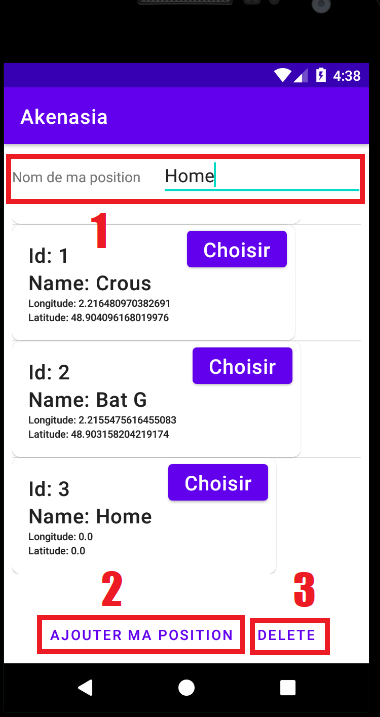 4:38
Akenasia
Nom de ma position Home
1
Id: 1 Choisir
Name: Crous
Longitude: 2.216480970382691
Latitude: 48.904096168019976
Id: 2 Choisir
Name: Bat G
Longitude: 2.2155475616455083
Latitude: 48.903158204219174
Id: 3 Choisir
Name: Home
Longitude: 0.0
Latitude: 0.0
2 3
AJOUTER MA POSITION DELETE